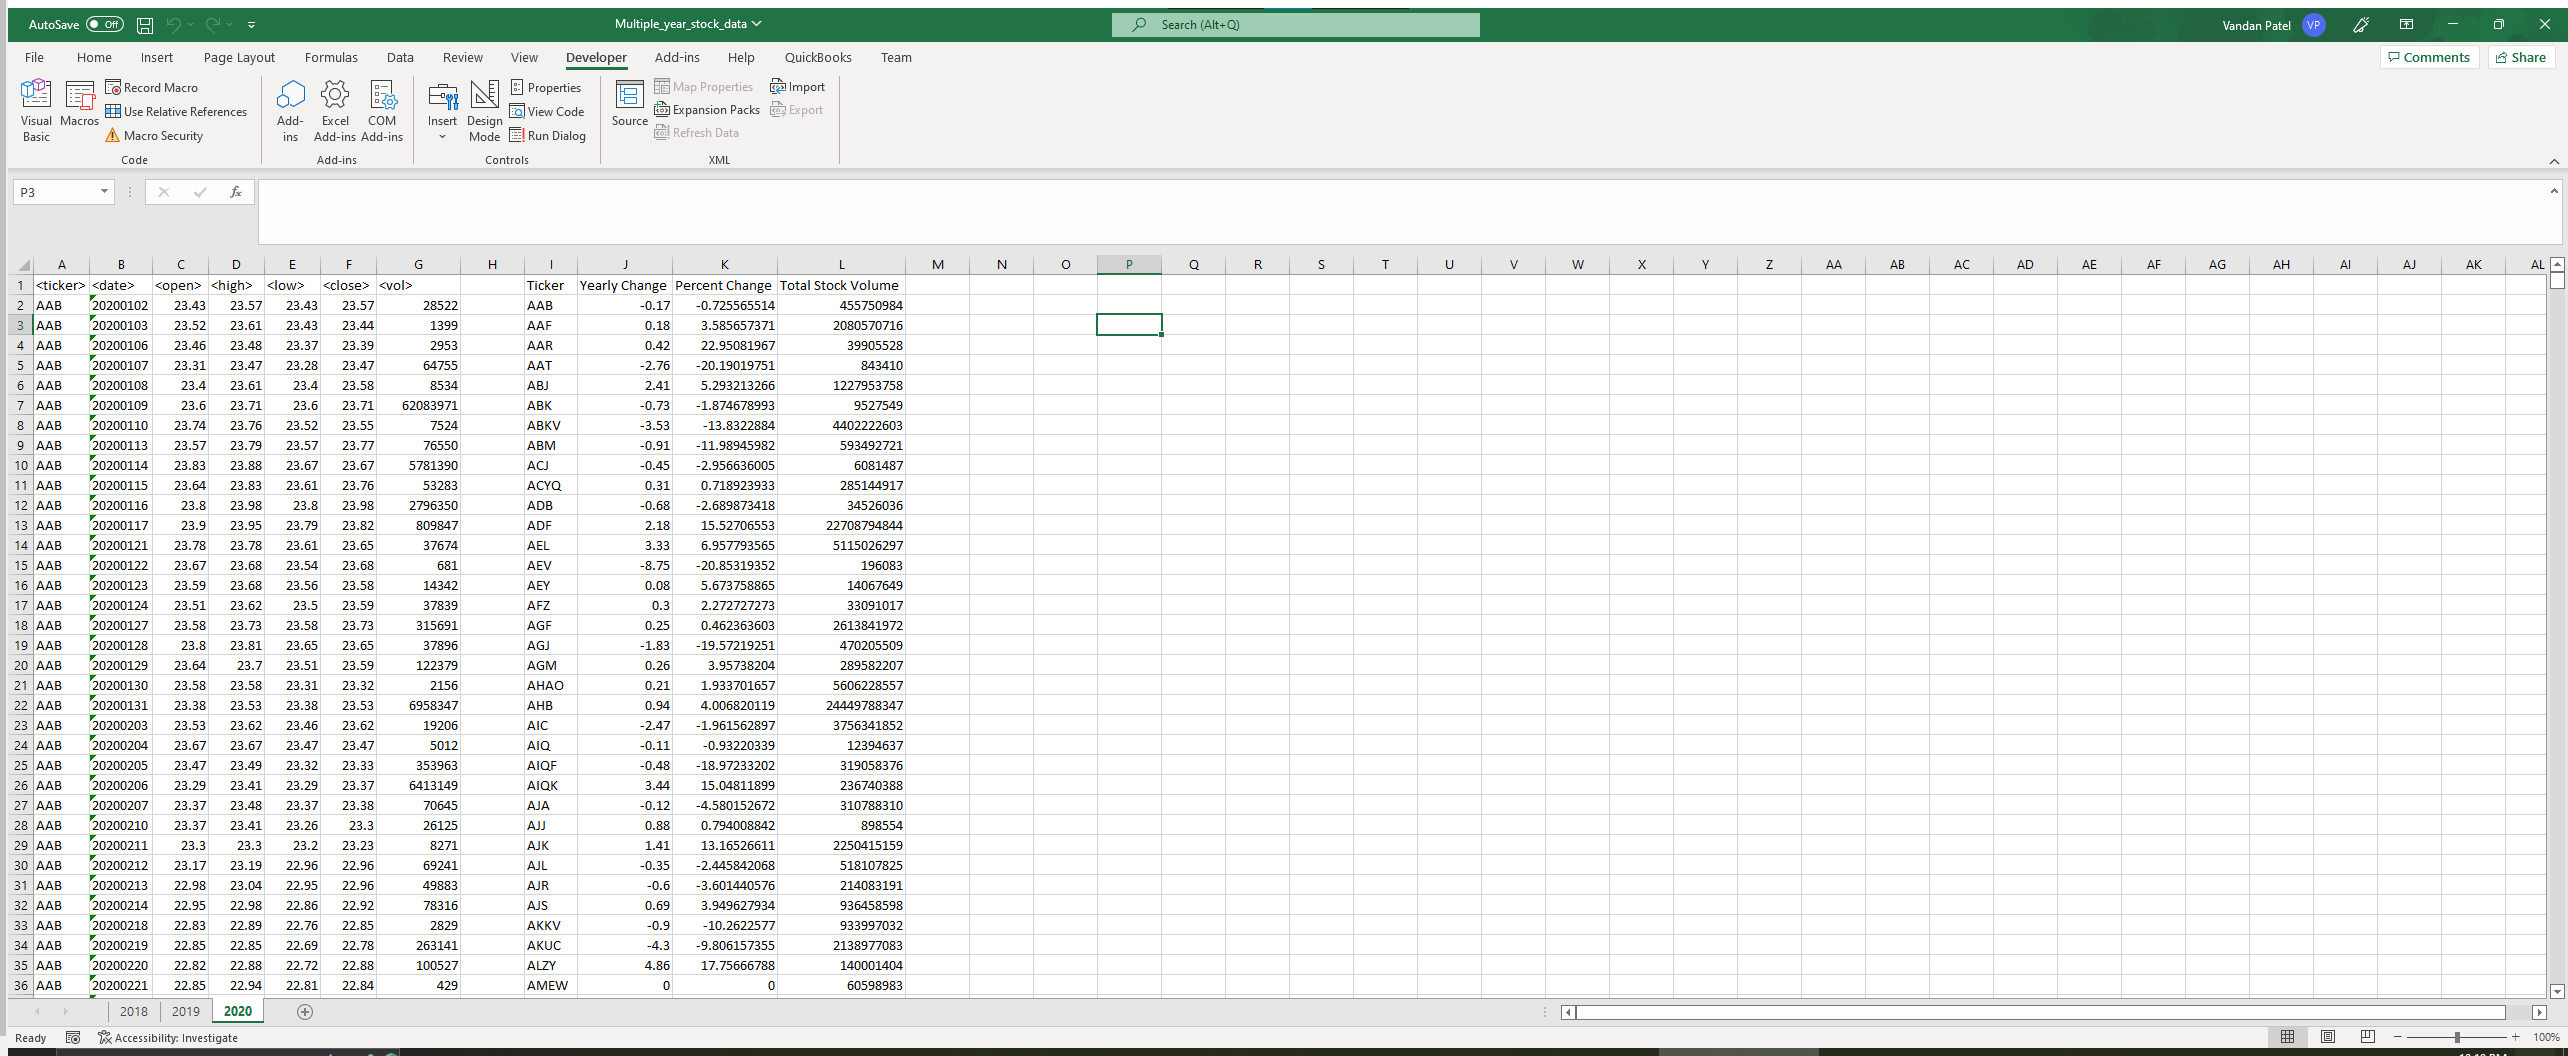 AutoSave Off Multiple_year_stock_data Search (Alt+Q) Vandan Patel VP
File Home Insert Page Layout Formulas Data Review View Developer Add-ins Help QuickBooks Team Comments Share
Visual Basic Macros Record Macro Use Relative References Macro Security Add-ins Excel Add-ins COM Add-ins Insert Design Mode Properties View Code Run Dialog Source Map Properties Expansion Packs Refresh Data Import Export
Code Add-ins Controls XML
P3 fx
A B C D E F G H I J K L M N O P Q R S T U V W X Y Z AA AB AC AD AE AF AG AH AI AJ AK AL
1 <ticker> <date> <open> <high> <low> <close> <vol> Ticker Yearly Change Percent Change Total Stock Volume
2 AAB 20200102 23.43 23.57 23.43 23.57 28522 AAB -0.17 -0.725565514 455750984
3 AAB 20200103 23.52 23.61 23.43 23.44 1399 AAF 0.18 3.585657371 2080570716
4 AAB 20200106 23.46 23.48 23.37 23.39 2953 AAR 0.42 22.95081967 39905528
5 AAB 20200107 23.31 23.47 23.28 23.47 64755 AAT -2.76 -20.19019751 843410
6 AAB 20200108 23.4 23.61 23.4 23.58 8534 ABJ 2.41 5.293213266 1227953758
7 AAB 20200109 23.6 23.71 23.6 23.71 62083971 ABK -0.73 -1.874678993 9527549
8 AAB 20200110 23.74 23.76 23.52 23.55 7524 ABKV -3.53 -13.8322884 4402222603
9 AAB 20200113 23.57 23.79 23.57 23.77 76550 ABM -0.91 -11.98945982 593492721
10 AAB 20200114 23.83 23.88 23.67 23.67 5781390 ACJ -0.45 -2.956636005 6081487
11 AAB 20200115 23.64 23.83 23.61 23.76 53283 ACYQ 0.31 0.718923933 285144917
12 AAB 20200116 23.8 23.98 23.8 23.98 2796350 ADB -0.68 -2.689873418 34526036
13 AAB 20200117 23.9 23.95 23.79 23.82 809847 ADF 2.18 15.52706553 22708794844
14 AAB 20200121 23.78 23.78 23.61 23.65 37674 AEL 3.33 6.957793565 5115026297
15 AAB 20200122 23.67 23.68 23.54 23.68 681 AEV -8.75 -20.85319352 196083
16 AAB 20200123 23.59 23.68 23.56 23.58 14342 AEY 0.08 5.673758865 14067649
17 AAB 20200124 23.51 23.62 23.5 23.59 37839 AFZ 0.3 2.272727273 33091017
18 AAB 20200127 23.58 23.73 23.58 23.73 315691 AGF 0.25 0.462363603 2613841972
19 AAB 20200128 23.8 23.81 23.65 23.65 37896 AGJ -1.83 -19.57219251 470205509
20 AAB 20200129 23.64 23.7 23.51 23.59 122379 AGM 0.26 3.95738204 289582207
21 AAB 20200130 23.58 23.58 23.31 23.32 2156 AHAO 0.21 1.933701657 5606228557
22 AAB 20200131 23.38 23.53 23.38 23.53 6958347 AHB 0.94 4.006820119 24449788347
23 AAB 20200203 23.53 23.62 23.46 23.62 19206 AIC -2.47 -1.961562897 3756341852
24 AAB 20200204 23.67 23.67 23.47 23.47 5012 AIQ -0.11 -0.93220339 12394637
25 AAB 20200205 23.47 23.49 23.32 23.33 353963 AIQF -0.48 -18.97233202 319058376
26 AAB 20200206 23.29 23.41 23.29 23.37 6413149 AIQK 3.44 15.04811899 236740388
27 AAB 20200207 23.37 23.48 23.37 23.38 70645 AJA -0.12 -4.580152672 310788310
28 AAB 20200210 23.37 23.41 23.26 23.3 26125 AJJ 0.88 0.794008842 898554
29 AAB 20200211 23.3 23.3 23.2 23.23 8271 AJK 1.41 13.16526611 2250415159
30 AAB 20200212 23.17 23.19 22.96 22.96 69241 AJL -0.35 -2.445842068 518107825
31 AAB 20200213 22.98 23.04 22.95 22.96 49883 AJR -0.6 -3.601440576 214083191
32 AAB 20200214 22.95 22.98 22.86 22.92 78316 AJS 0.69 3.949627934 936458598
33 AAB 20200218 22.83 22.89 22.76 22.85 2829 AKKV -0.9 -10.2622577 933997032
34 AAB 20200219 22.85 22.85 22.69 22.78 263141 AKUC -4.3 -9.806157355 2138977083
35 AAB 20200220 22.82 22.88 22.72 22.88 100527 ALZY 4.86 17.75666788 140001404
36 AAB 20200221 22.85 22.94 22.81 22.84 429 AMEW 0 0 60598983
2018 2019 2020
Ready Accessibility: Investigate 100%